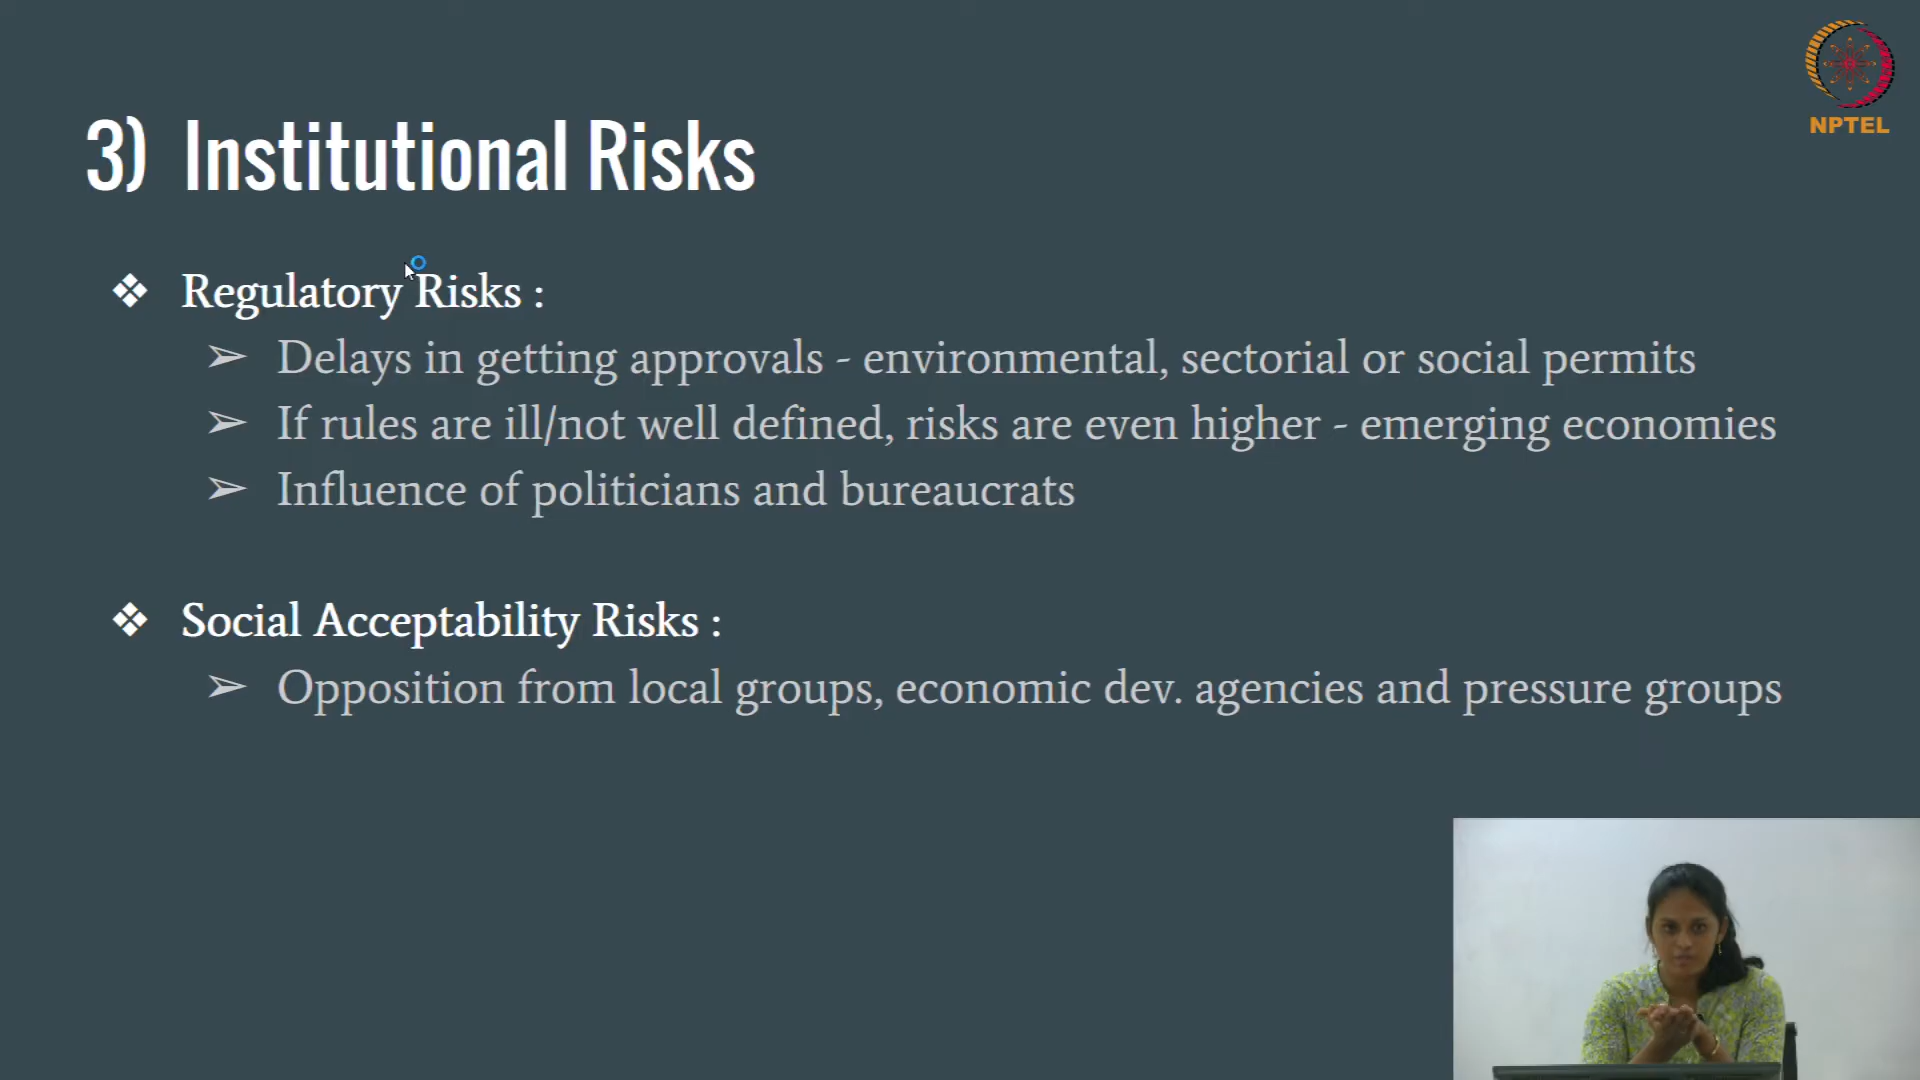 3) Institutional Risks
NPTEL
❖ Regulatory Risks :
➢ Delays in getting approvals - environmental, sectorial or social permits
➢ If rules are ill/not well defined, risks are even higher - emerging economies
➢ Influence of politicians and bureaucrats
❖ Social Acceptability Risks :
➢ Opposition from local groups, economic dev. agencies and pressure groups